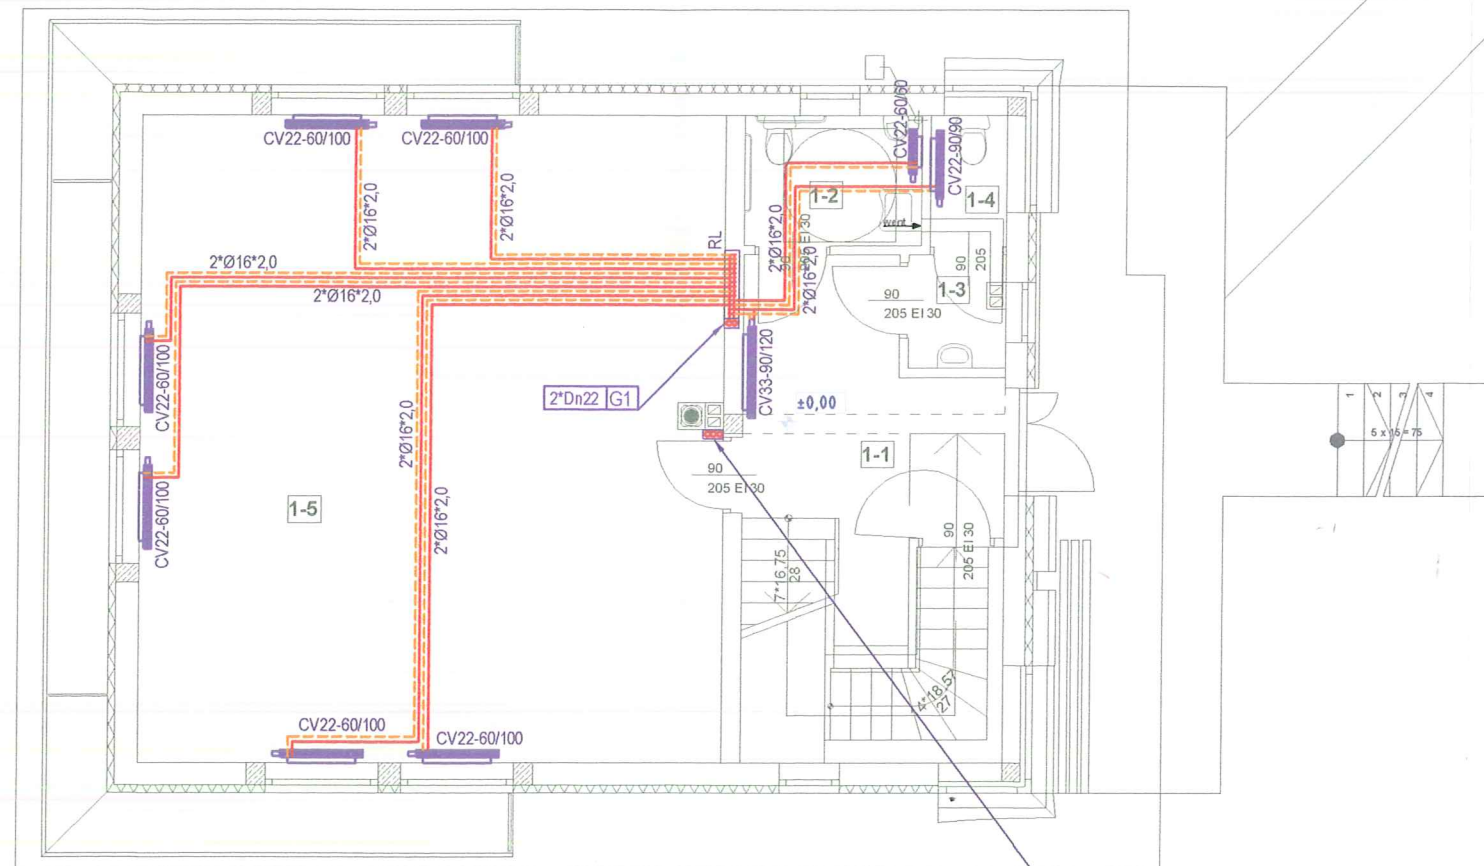 CV22-60/100
CV22-60/100
CV22-60/60
CV22-90/90
2*Ø16*2,0
2*Ø16*2,0
1-2
1-4
went
RL
2*Ø16*2,0
90
2*Ø16*2,0
90
205
2*Ø16*2,0
2*Ø16*2,0
1-3
90
205 EI 30
CV22-60/100
2*Dn22 G1
CV33-90/120
±0,00
2*Ø16*2,0
1
2
3
4
5 x 15 = 75
1-1
90
205 EI 30
CV22-60/100
1-5
2*Ø16*2,0
90
205 EI 30
7*16,75
28
27
CV22-60/100
CV22-60/100